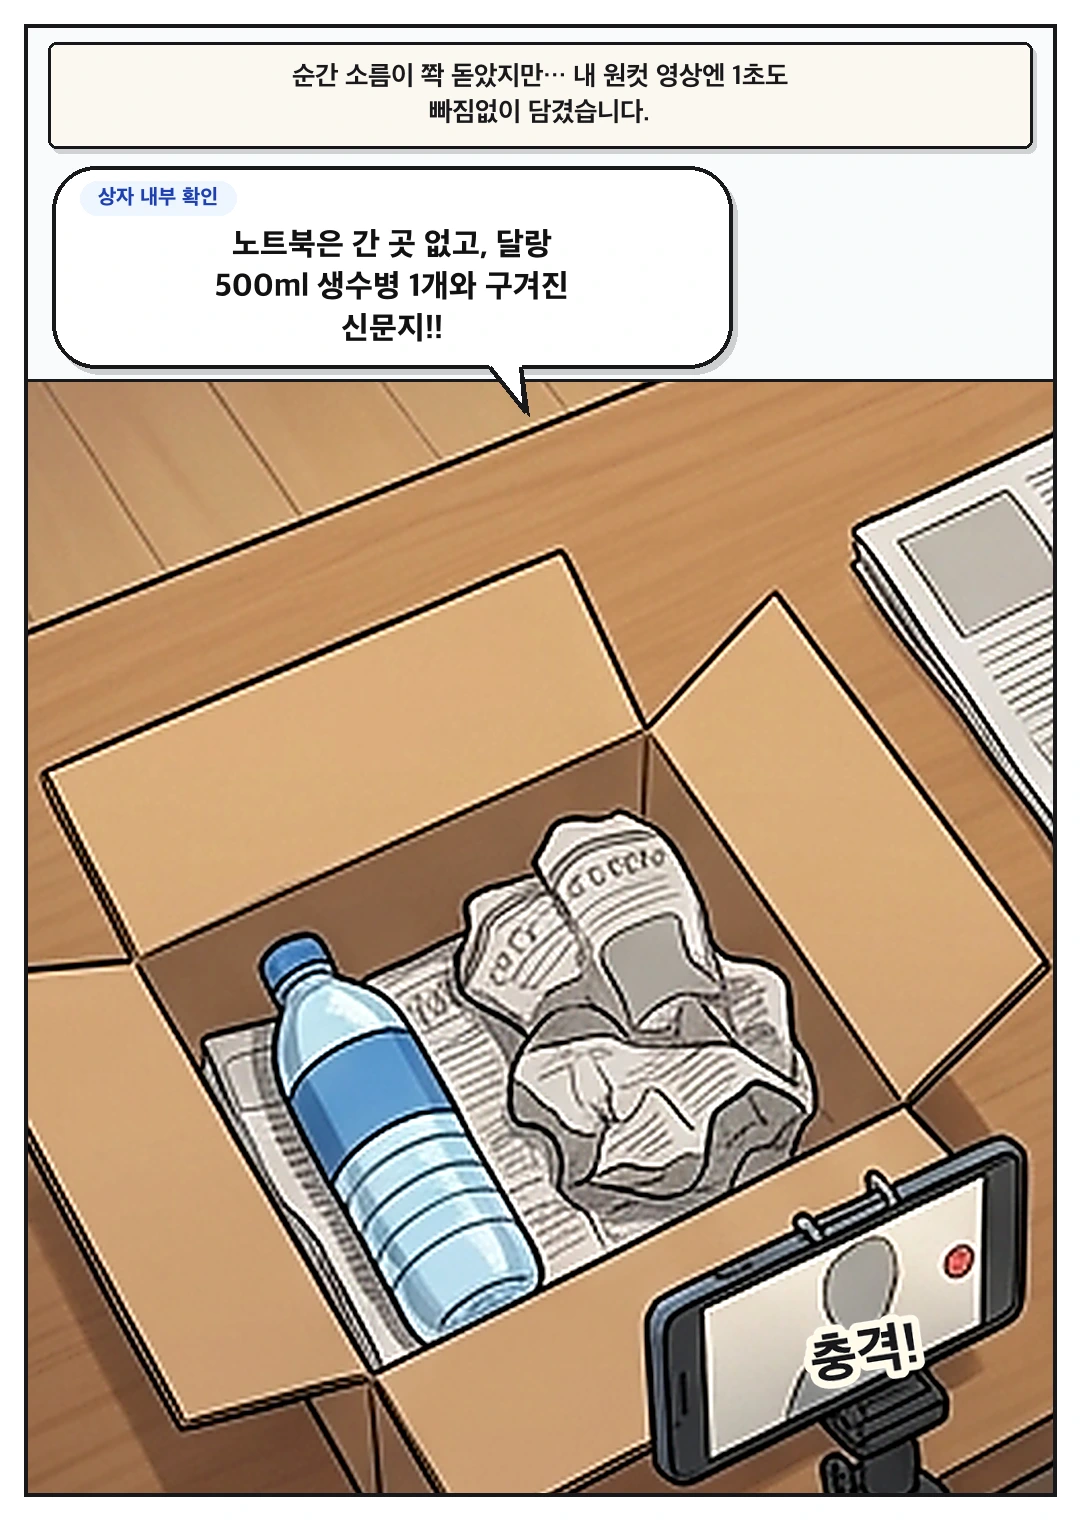 순간 소름이 쫙 돋았지만… 내 원컷 영상엔 1초도
빠짐없이 담겼습니다.
상자 내부 확인
노트북은 간 곳 없고, 달랑
500ml 생수병 1개와 구겨진
신문지!!
충격!